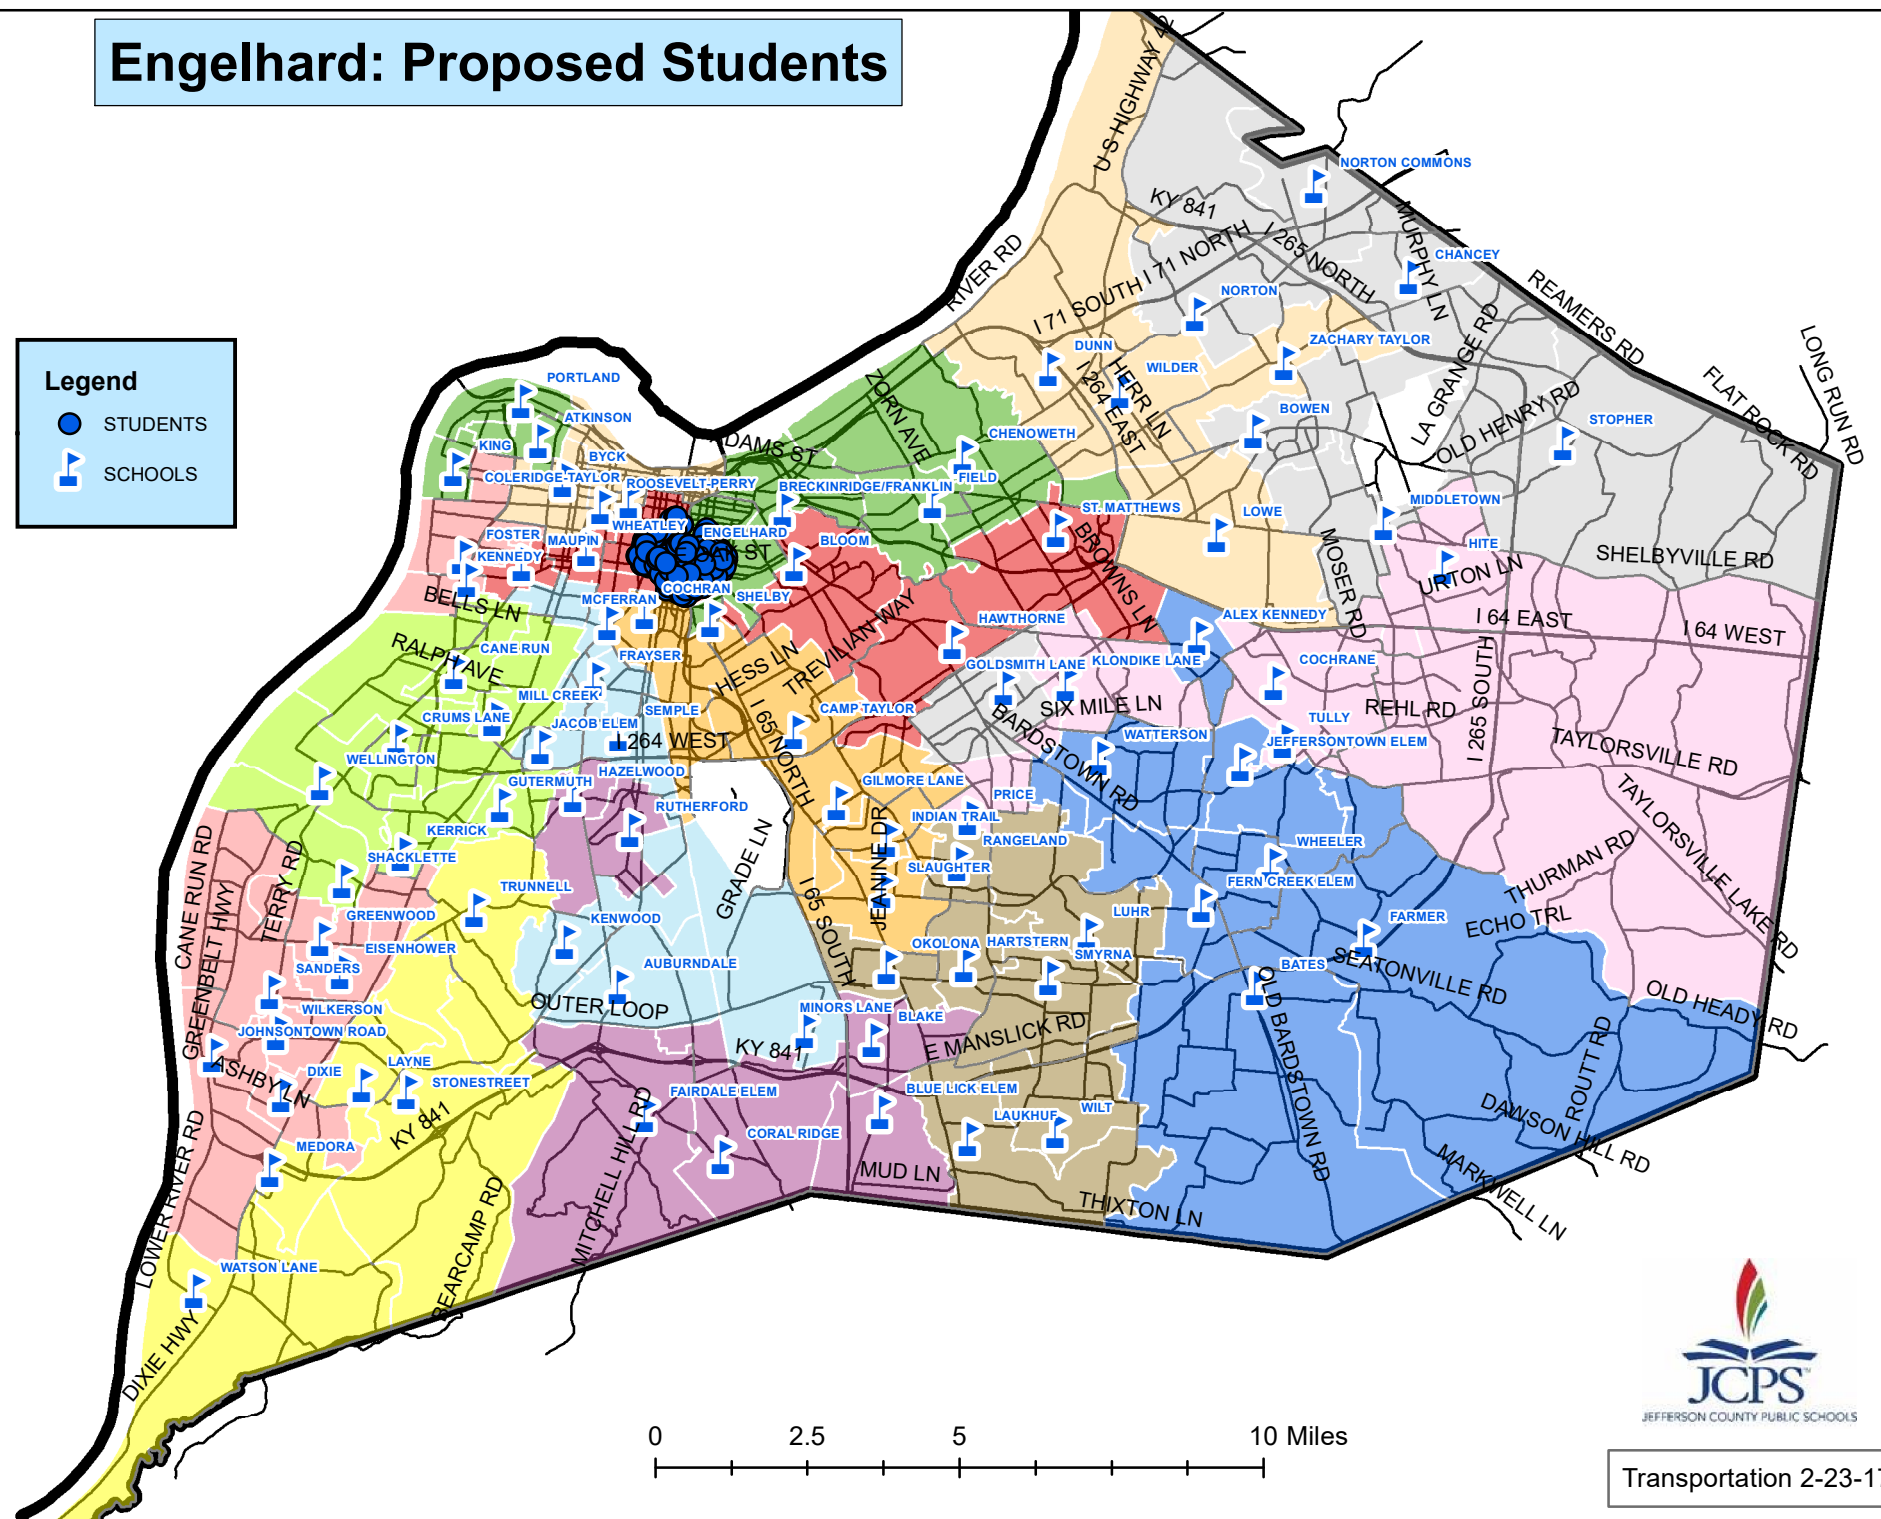 Engelhard: Proposed Students
Legend
STUDENTS
SCHOOLS
U S HIGHWAY 42
NORTON COMMONS
KY 841
MURPHY LN
I 265 NORTH
I 71 NORTH
CHANCEY
RIVER RD
REAMERS RD
NORTON
I 71 SOUTH
LONG RUN RD
ZACHARY TAYLOR
DUNN
LA GRANGE RD
WILDER
HERR LN
I 264 EAST
FLAT ROCK RD
PORTLAND
ZORN AVE
OLD HENRY RD
BOWEN
STOPHER
ATKINSON
CHENOWETH
KING
ADAMS ST
BYCK
COLERIDGE-TAYLOR
ROOSEVELT-PERRY
BRECKINRIDGE/FRANKLIN
FIELD
MIDDLETOWN
ST. MATTHEWS
LOWE
WHEATLEY
ENGELHARD
FOSTER
MAUPIN
BLOOM
E OAK ST
BROWNS LN
MOSER RD
HITE
SHELBYVILLE RD
KENNEDY
URTON LN
COCHRAN
SHELBY
BELLS LN
MCFERRAN
HAWTHORNE
ALEX KENNEDY
I 64 EAST
I 64 WEST
RALPH AVE
CANE RUN
FRAYSER
HESS LN
TREVILIAN WAY
GOLDSMITH LANE
KLONDIKE LANE
COCHRANE
MILL CREEK
SEMPLE
CAMP TAYLOR
SIX MILE LN
REHL RD
I 265 SOUTH
CRUMS LANE
JACOB ELEM
TULLY
I 264 WEST
I 65 NORTH
BARDSTOWN RD
WATTERSON
JEFFERSONTOWN ELEM
TAYLORSVILLE RD
WELLINGTON
HAZELWOOD
GUTERMUTH
GILMORE LANE
PRICE
RUTHERFORD
INDIAN TRAIL
TAYLORSVILLE LAKE RD
KERRICK
RANGELAND
WHEELER
CANE RUN RD
TERRY RD
SHACKLETTE
GRADE LN
JEANINE DR
SLAUGHTER
THURMAN RD
TRUNNELL
FERN CREEK ELEM
GREENBELT HWY
GREENWOOD
KENWOOD
I 65 SOUTH
LUHR
FARMER
ECHO TRL
EISENHOWER
OKOLONA
HARTSTERN
SMYRNA
SANDERS
AUBURNDALE
BATES
SEATONVILLE RD
OUTER LOOP
WILKERSON
MINORS LANE
BLAKE
OLD HEADY RD
JOHNSONTOWN ROAD
E MANSLICK RD
KY 841
OLD BARDSTOWN RD
ROUTT RD
ASHBY LN
DIXIE
LAYNE
STONESTREET
FAIRDALE ELEM
BLUE LICK ELEM
LAUKHUF
WILT
DAWSON HILL RD
KY 841
CORAL RIDGE
MEDORA
MITCHELL HILL RD
MUD LN
MARKWELL LN
LOWER RIVER RD
BEARCAMP RD
THIXTON LN
WATSON LANE
DIXIE HWY
JCPS
JEFFERSON COUNTY PUBLIC SCHOOLS
0 2.5 5 10 Miles
Transportation 2-23-17